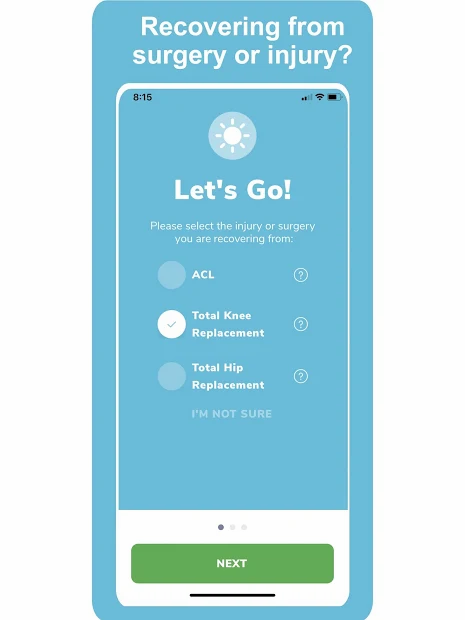 Recovering from
surgery or injury?
8:15
Let's Go!
Please select the injury or surgery
you are recovering from:
ACL
?
Total Knee
Replacement
?
Total Hip
Replacement
?
I'M NOT SURE
NEXT